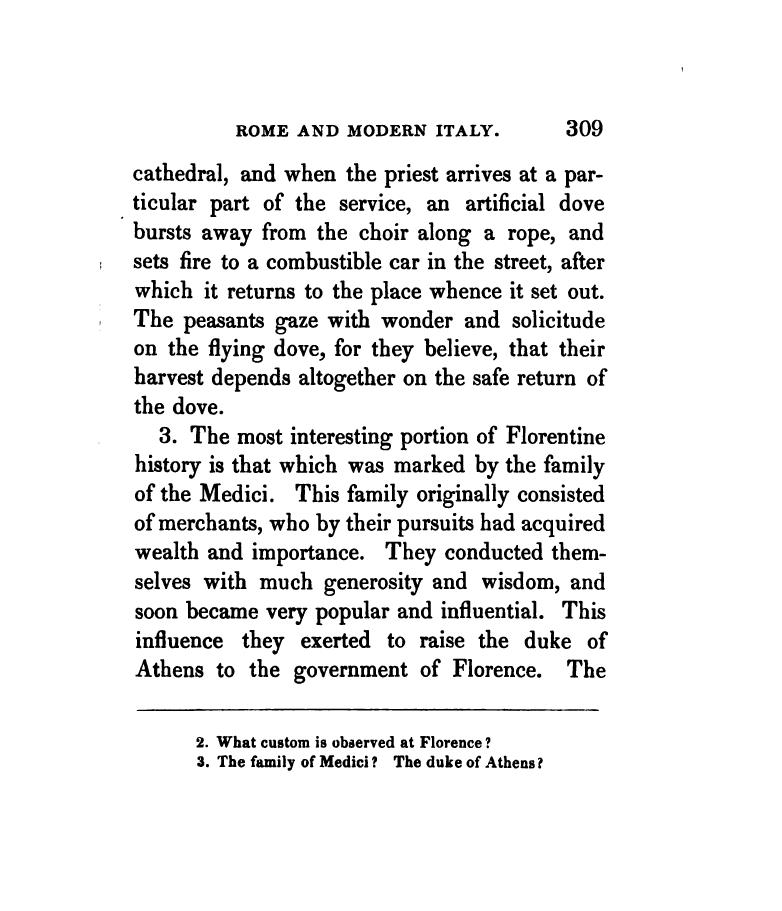 ROME AND MODERN ITALY. 309
cathedral, and when the priest arrives at a par-
ticular part of the service, an artificial dove
bursts away from the choir along a rope, and
sets fire to a combustible car in the street, after
which it returns to the place whence it set out.
The peasants gaze with wonder and solicitude
on the flying dove, for they believe, that their
harvest depends altogether on the safe return of
the dove.
3. The most interesting portion of Florentine
history is that which was marked by the family
of the Medici. This family originally consisted
of merchants, who by their pursuits had acquired
wealth and importance. They conducted them-
selves with much generosity and wisdom, and
soon became very popular and influential. This
influence they exerted to raise the duke of
Athens to the government of Florence. The
2. What custom is observed at Florence?
3. The family of Medici? The duke of Athens?